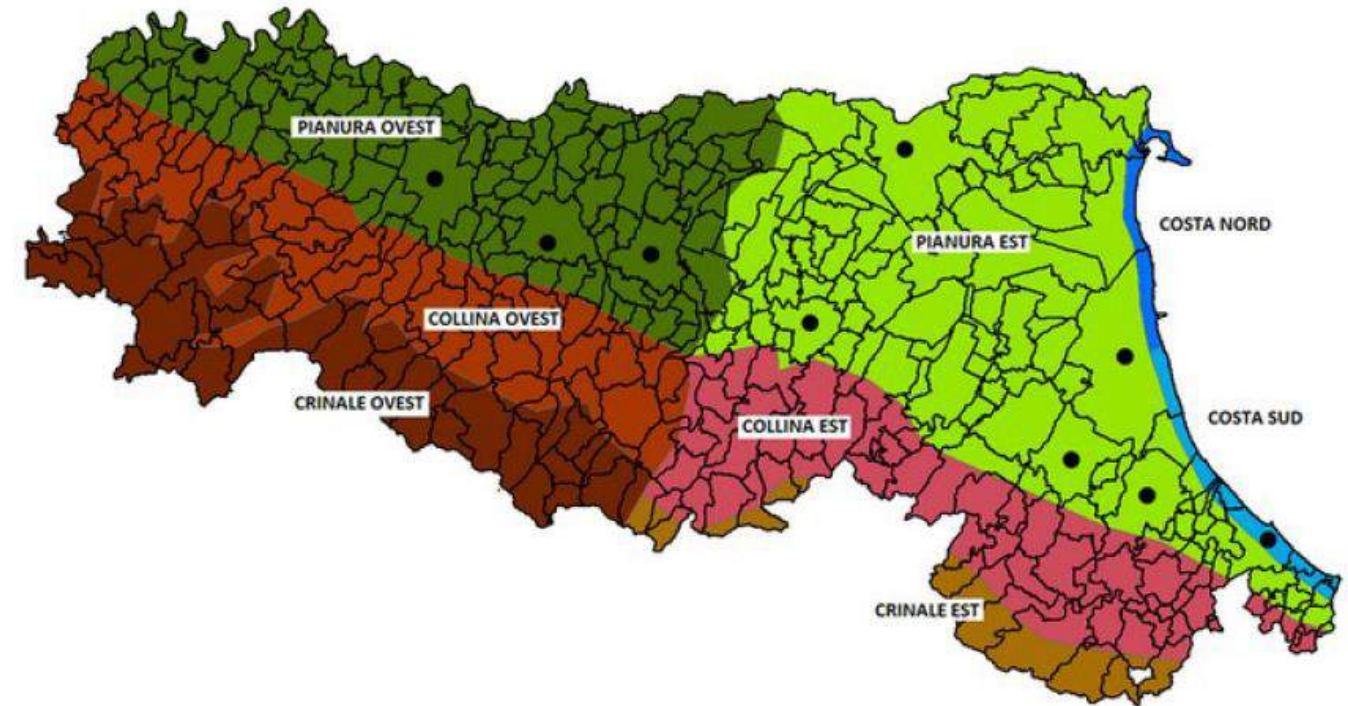 PIANURA OVEST
COSTA NORD
PIANURA EST
COLLINA OVEST
CRINALE OVEST
COSTA SUD
COLLINA EST
CRINALE EST